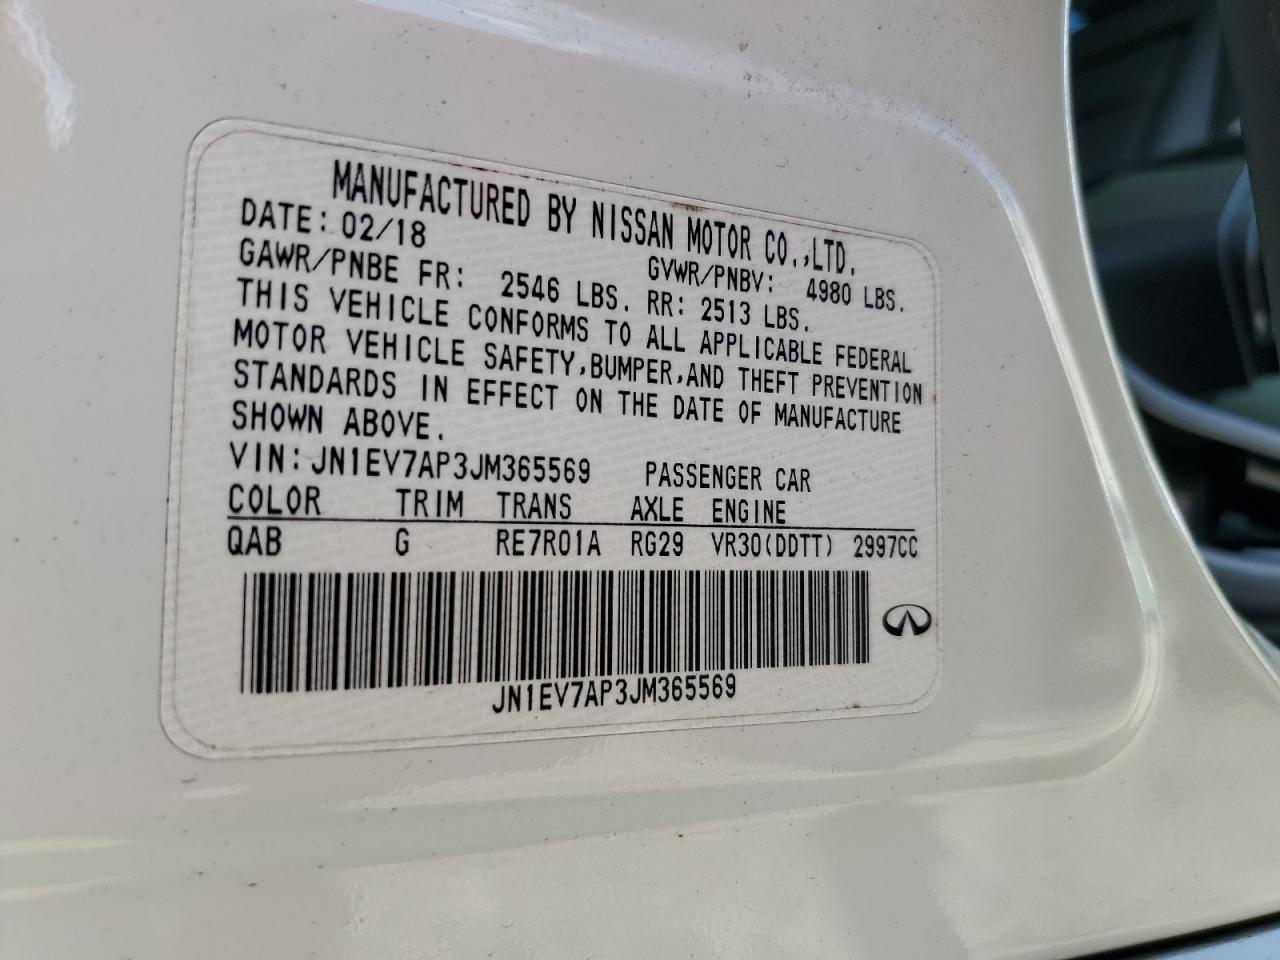 MANUFACTURED BY NISSAN MOTOR CO.,LTD.
DATE: 02/18 GVWR/PNBV: 4980 LBS.
GAWR/PNBE FR: 2546 LBS. RR: 2513 LBS.
THIS VEHICLE CONFORMS TO ALL APPLICABLE FEDERAL
MOTOR VEHICLE SAFETY,BUMPER,AND THEFT PREVENTION
STANDARDS IN EFFECT ON THE DATE OF MANUFACTURE
SHOWN ABOVE.
VIN: JN1EV7AP3JM365569 PASSENGER CAR
COLOR TRIM TRANS AXLE ENGINE
QAB G RE7R01A RG29 VR30(DDTT) 2997CC
JN1EV7AP3JM365569